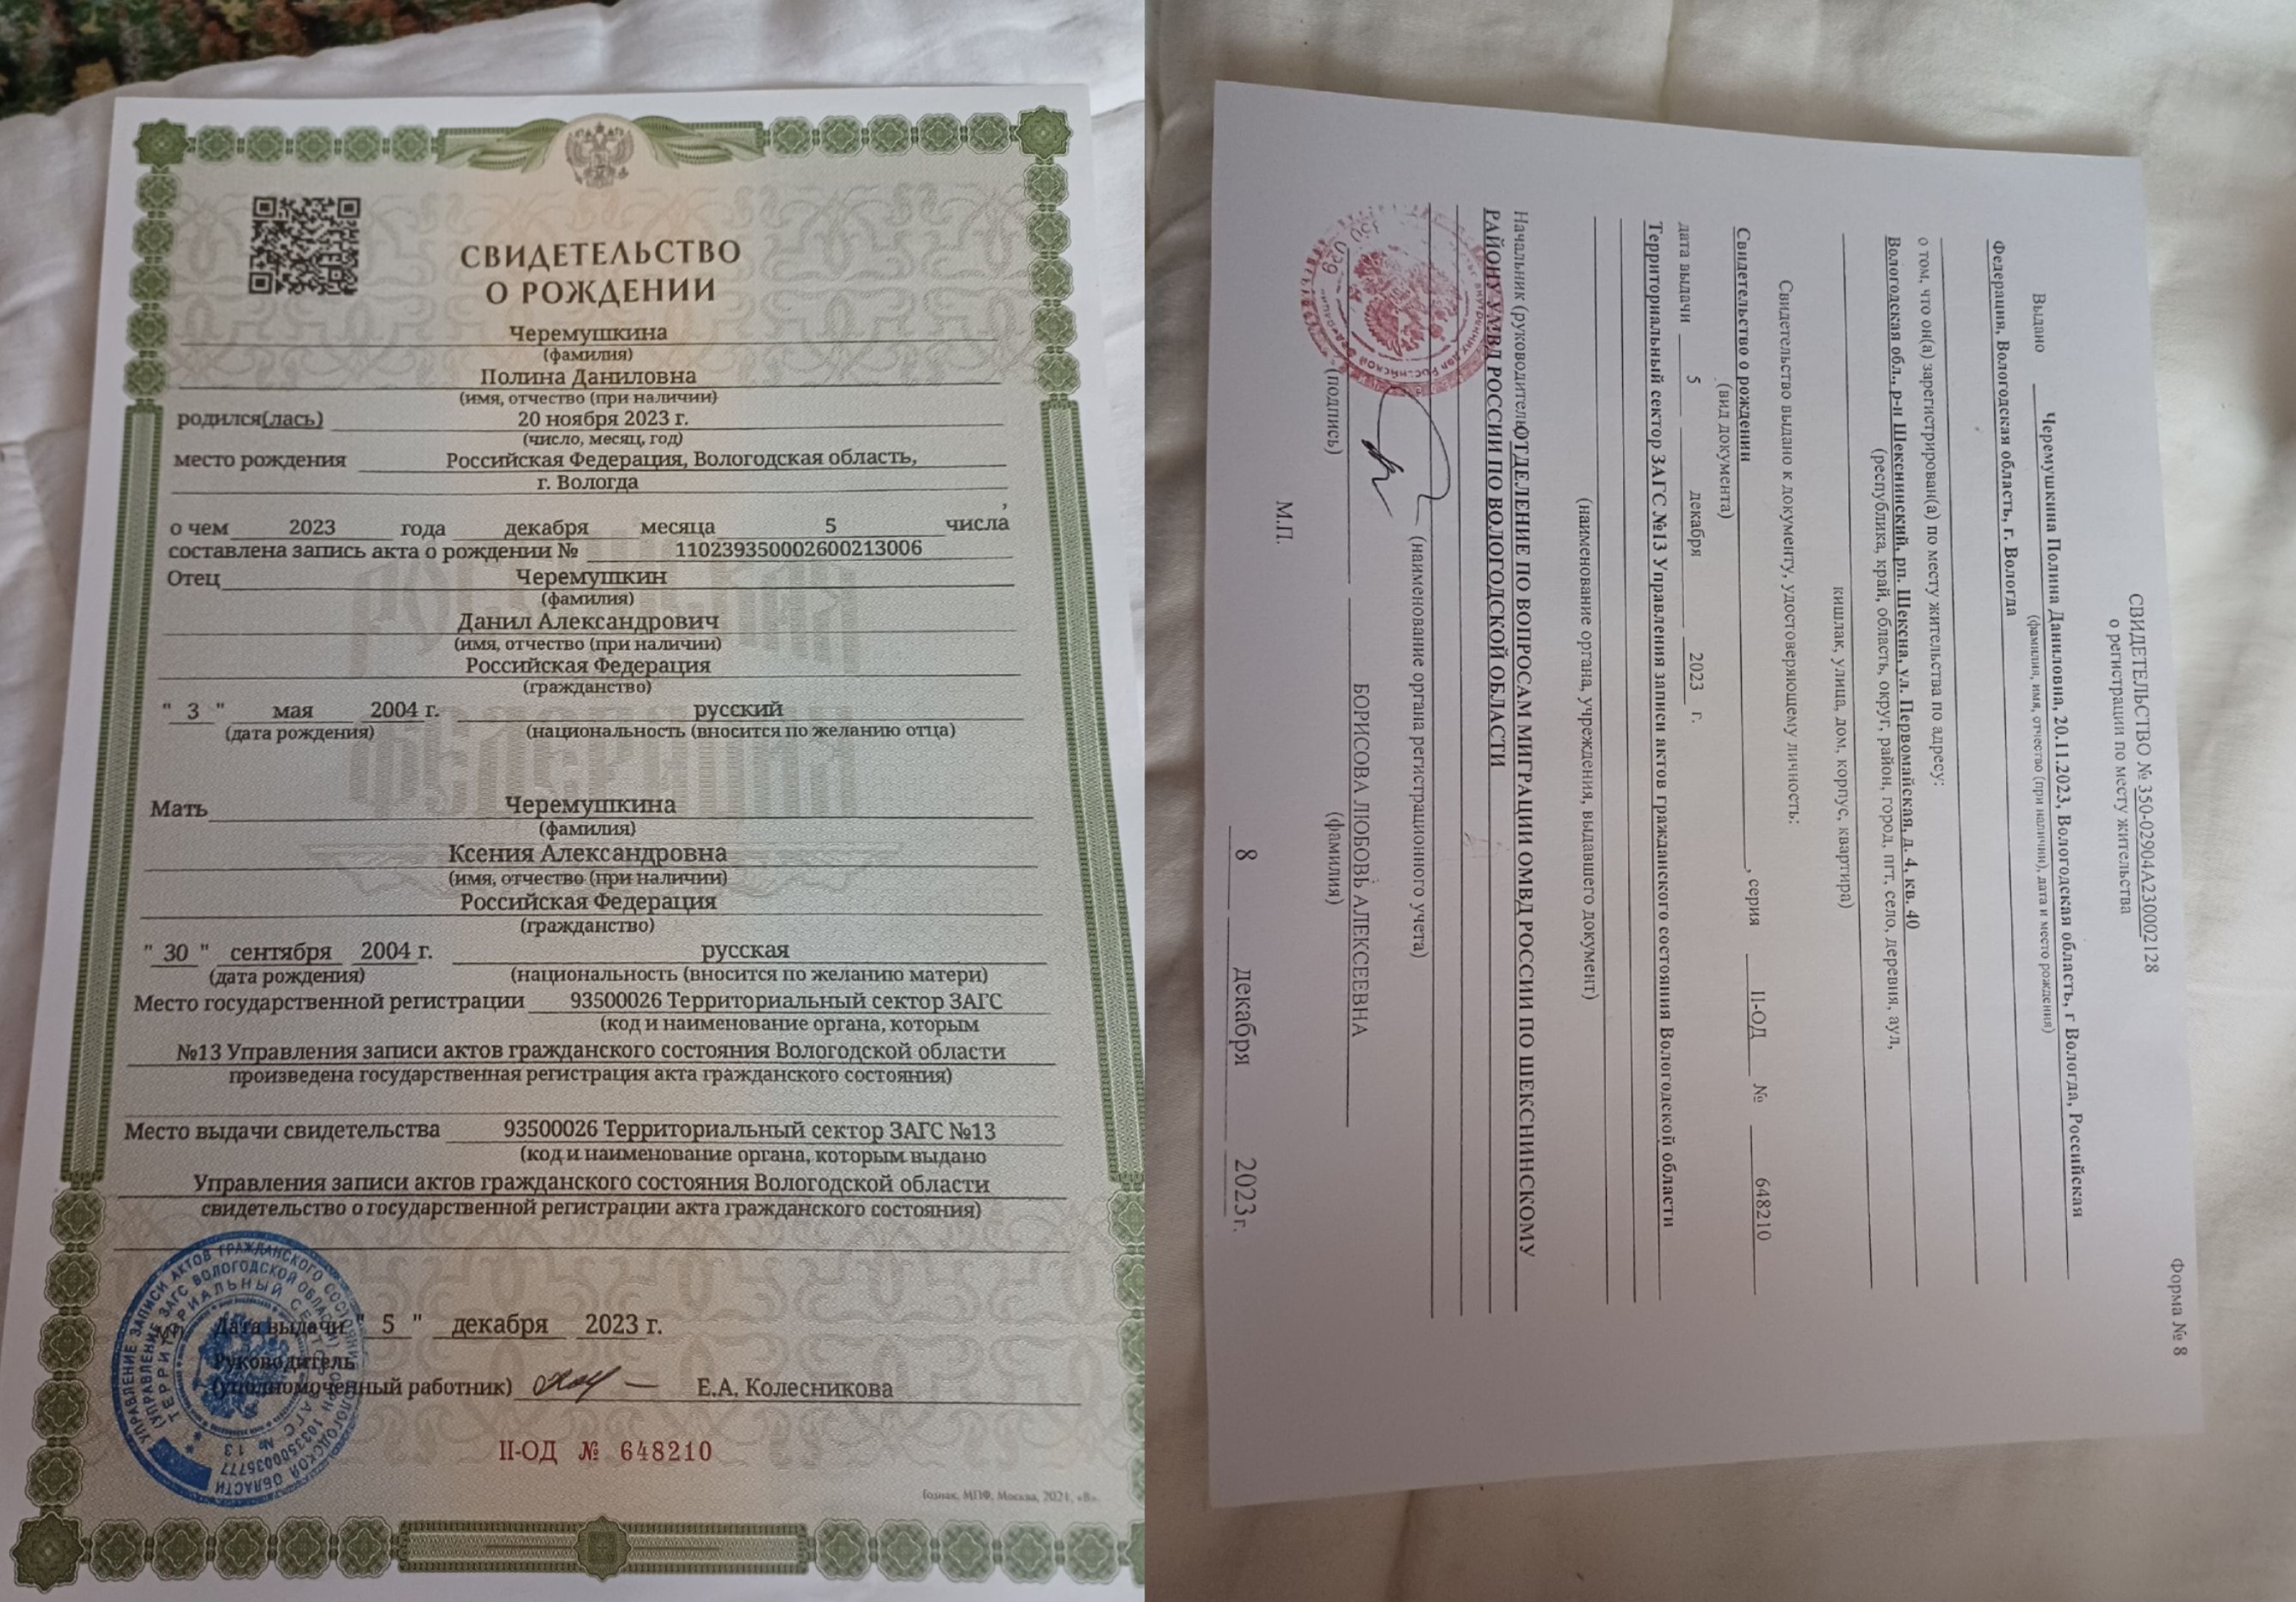 СВИДЕТЕЛЬСТВО
О РОЖДЕНИИ
Черемушкина
(фамилия)
Полина Даниловна
(имя, отчество (при наличии)
родился(лась) 20 ноября 2023 г.
(число, месяц, год)
место рождения Российская Федерация, Вологодская область,
г. Вологда
,
о чем 2023 года декабря месяца 5 числа
составлена запись акта о рождении № 110239350002600213006
Отец Черемушкин
(фамилия)
Данил Александрович
(имя, отчество (при наличии)
Российская Федерация
(гражданство)
" 3 " мая 2004 г. русский
(дата рождения) (национальность (вносится по желанию отца)
Мать Черемушкина
(фамилия)
Ксения Александровна
(имя, отчество (при наличии)
Российская Федерация
(гражданство)
" 30 " сентября 2004 г. русская
(дата рождения) (национальность (вносится по желанию матери)
Место государственной регистрации 93500026 Территориальный сектор ЗАГС
(код и наименование органа, которым
№13 Управления записи актов гражданского состояния Вологодской области
произведена государственная регистрация акта гражданского состояния)
Место выдачи свидетельства 93500026 Территориальный сектор ЗАГС №13
(код и наименование органа, которым выдано
Управления записи актов гражданского состояния Вологодской области
свидетельство о государственной регистрации акта гражданского состояния)
Дата выдачи " 5 " декабря 2023 г.
Руководитель
(уполномоченный работник) Е.А. Колесникова
II-ОД № 648210
Гознак, МПФ, Москва, 2021, «В».
Форма № 8
СВИДЕТЕЛЬСТВО № 350-02904А230002128
о регистрации по месту жительства
Выдано Черемушкина Полина Даниловна, 20.11.2023, Вологодская область, г Вологда, Российская
(фамилия, имя, отчество (при наличии), дата и место рождения)
Федерация, Вологодская область, г. Вологда
о том, что он(а) зарегистрирован(а) по месту жительства по адресу:
Вологодская обл., р-н Шекснинский, рп. Шексна, ул. Первомайская, д. 4, кв. 40
(республика, край, область, округ, район, город, пгт, село, деревня, аул,
кишлак, улица, дом, корпус, квартира)
Свидетельство выдано к документу, удостоверяющему личность:
Свидетельство о рождении , серия II-ОД № 648210
(вид документа)
дата выдачи 5 декабря 2023 г.
Территориальный сектор ЗАГС №13 Управления записи актов гражданского состояния Вологодской области
(наименование органа, учреждения, выдавшего документ)
Начальник (руководитель) ОТДЕЛЕНИЕ ПО ВОПРОСАМ МИГРАЦИИ ОМВД РОССИИ ПО ШЕКСНИНСКОМУ
РАЙОНУ УМВД РОССИИ ПО ВОЛОГОДСКОЙ ОБЛАСТИ
(наименование органа регистрационного учета)
БОРИСОВА ЛЮБОВЬ АЛЕКСЕЕВНА
(подпись) (фамилия)
М.П.
8 декабря 2023 г.